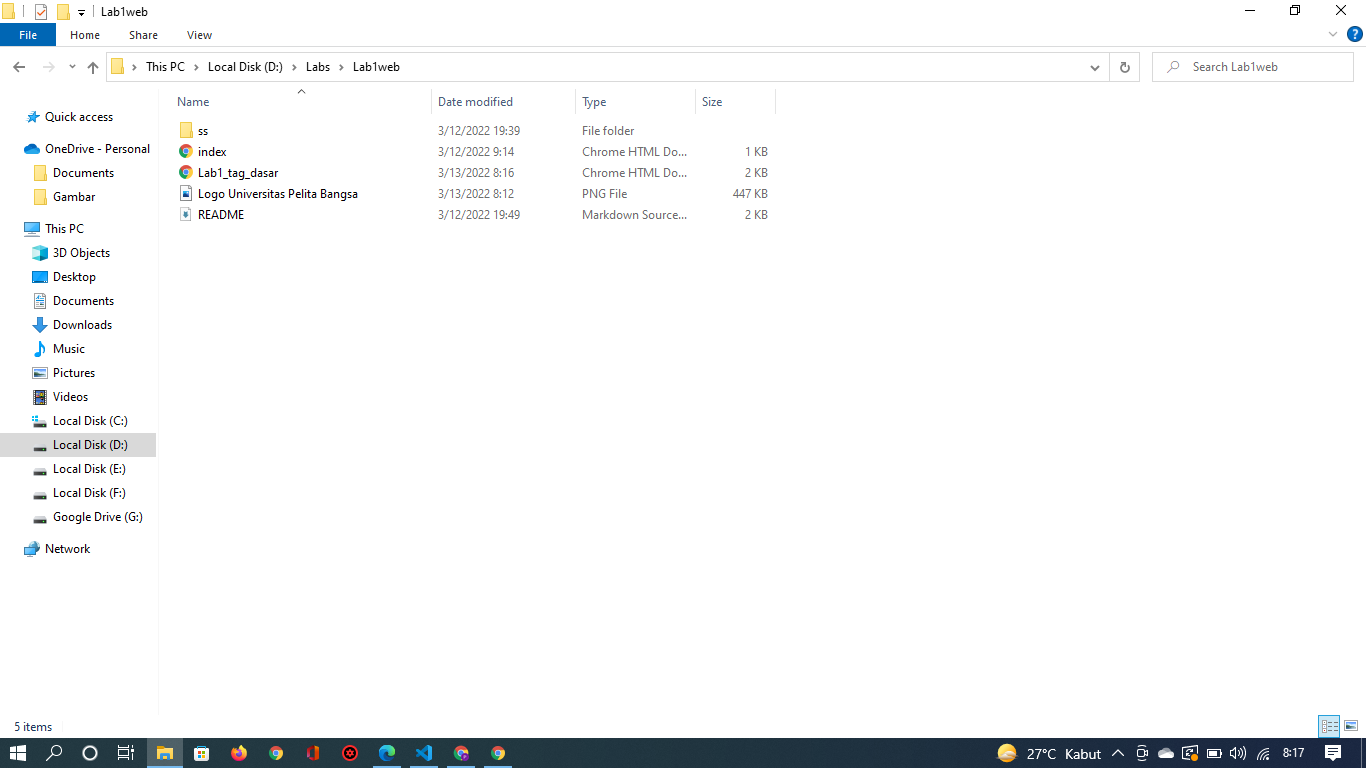 Lab1web
File Home Share View
This PC Local Disk (D:) Labs Lab1web
Search Lab1web
Name Date modified Type Size
Quick access
OneDrive - Personal
Documents
Gambar
This PC
3D Objects
Desktop
Documents
Downloads
Music
Pictures
Videos
Local Disk (C:)
Local Disk (D:)
Local Disk (E:)
Local Disk (F:)
Google Drive (G:)
Network
ss 3/12/2022 19:39 File folder
index 3/12/2022 9:14 Chrome HTML Do... 1 KB
Lab1_tag_dasar 3/13/2022 8:16 Chrome HTML Do... 2 KB
Logo Universitas Pelita Bangsa 3/13/2022 8:12 PNG File 447 KB
README 3/12/2022 19:49 Markdown Source... 2 KB
5 items
27°C Kabut 8:17